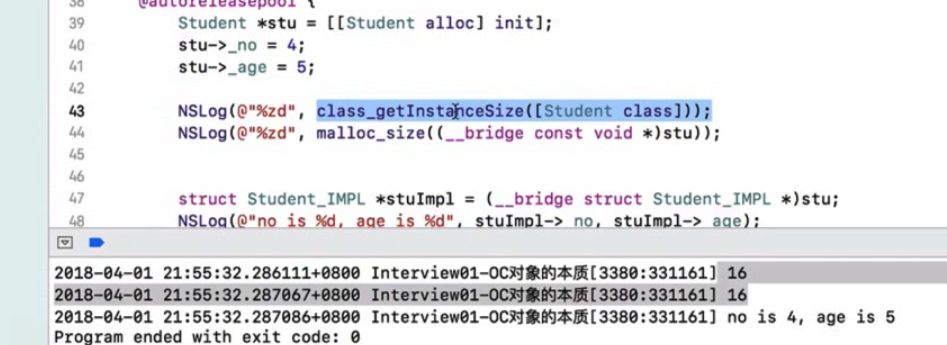 38 @autoreleasepool {
39 Student *stu = [[Student alloc] init];
40 stu->_no = 4;
41 stu->_age = 5;
42
43 NSLog(@"%zd", class_getInstanceSize([Student class]));
44 NSLog(@"%zd", malloc_size((__bridge const void *)stu));
45
46
47 struct Student_IMPL *stuImpl = (__bridge struct Student_IMPL *)stu;
48 NSLog(@"no is %d, age is %d", stuImpl->_no, stuImpl->_age);
2018-04-01 21:55:32.286111+0800 Interview01-OC对象的本质[3380:331161] 16
2018-04-01 21:55:32.287067+0800 Interview01-OC对象的本质[3380:331161] 16
2018-04-01 21:55:32.287086+0800 Interview01-OC对象的本质[3380:331161] no is 4, age is 5
Program ended with exit code: 0